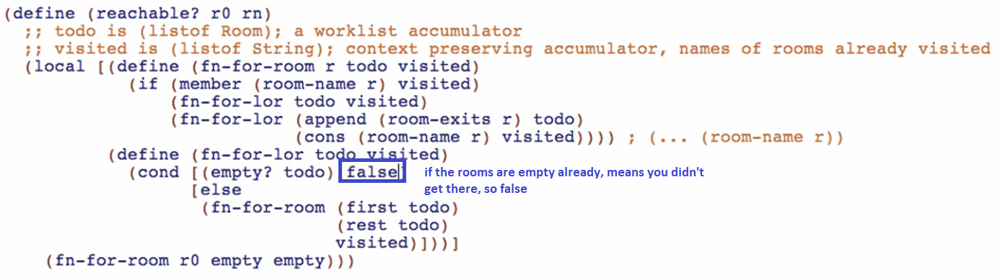 (define (reachable? r0 rn)
  ;; todo is (listof Room); a worklist accumulator
  ;; visited is (listof String); context preserving accumulator, names of rooms already visited
  (local [(define (fn-for-room r todo visited)
            (if (member (room-name r) visited)
                (fn-for-lor todo visited)
                (fn-for-lor (append (room-exits r) todo)
                            (cons (room-name r) visited)))) ; (... (room-name r))
          (define (fn-for-lor todo visited)
            (cond [(empty? todo) false] if the rooms are empty already, means you didn't
                  [else get there, so false
                   (fn-for-room (first todo)
                                (rest todo)
                                visited)]))]
    (fn-for-room r0 empty empty)))